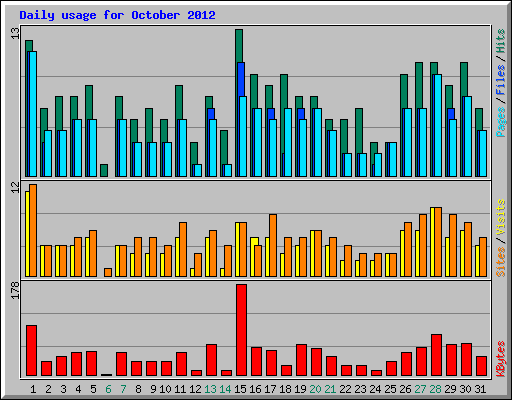 Daily usage for October 2012
13
Pages / Files / Hits
12
Sites / Visits
178
KBytes
1 2 3 4 5 6 7 8 9 10 11 12 13 14 15 16 17 18 19 20 21 22 23 24 25 26 27 28 29 30 31